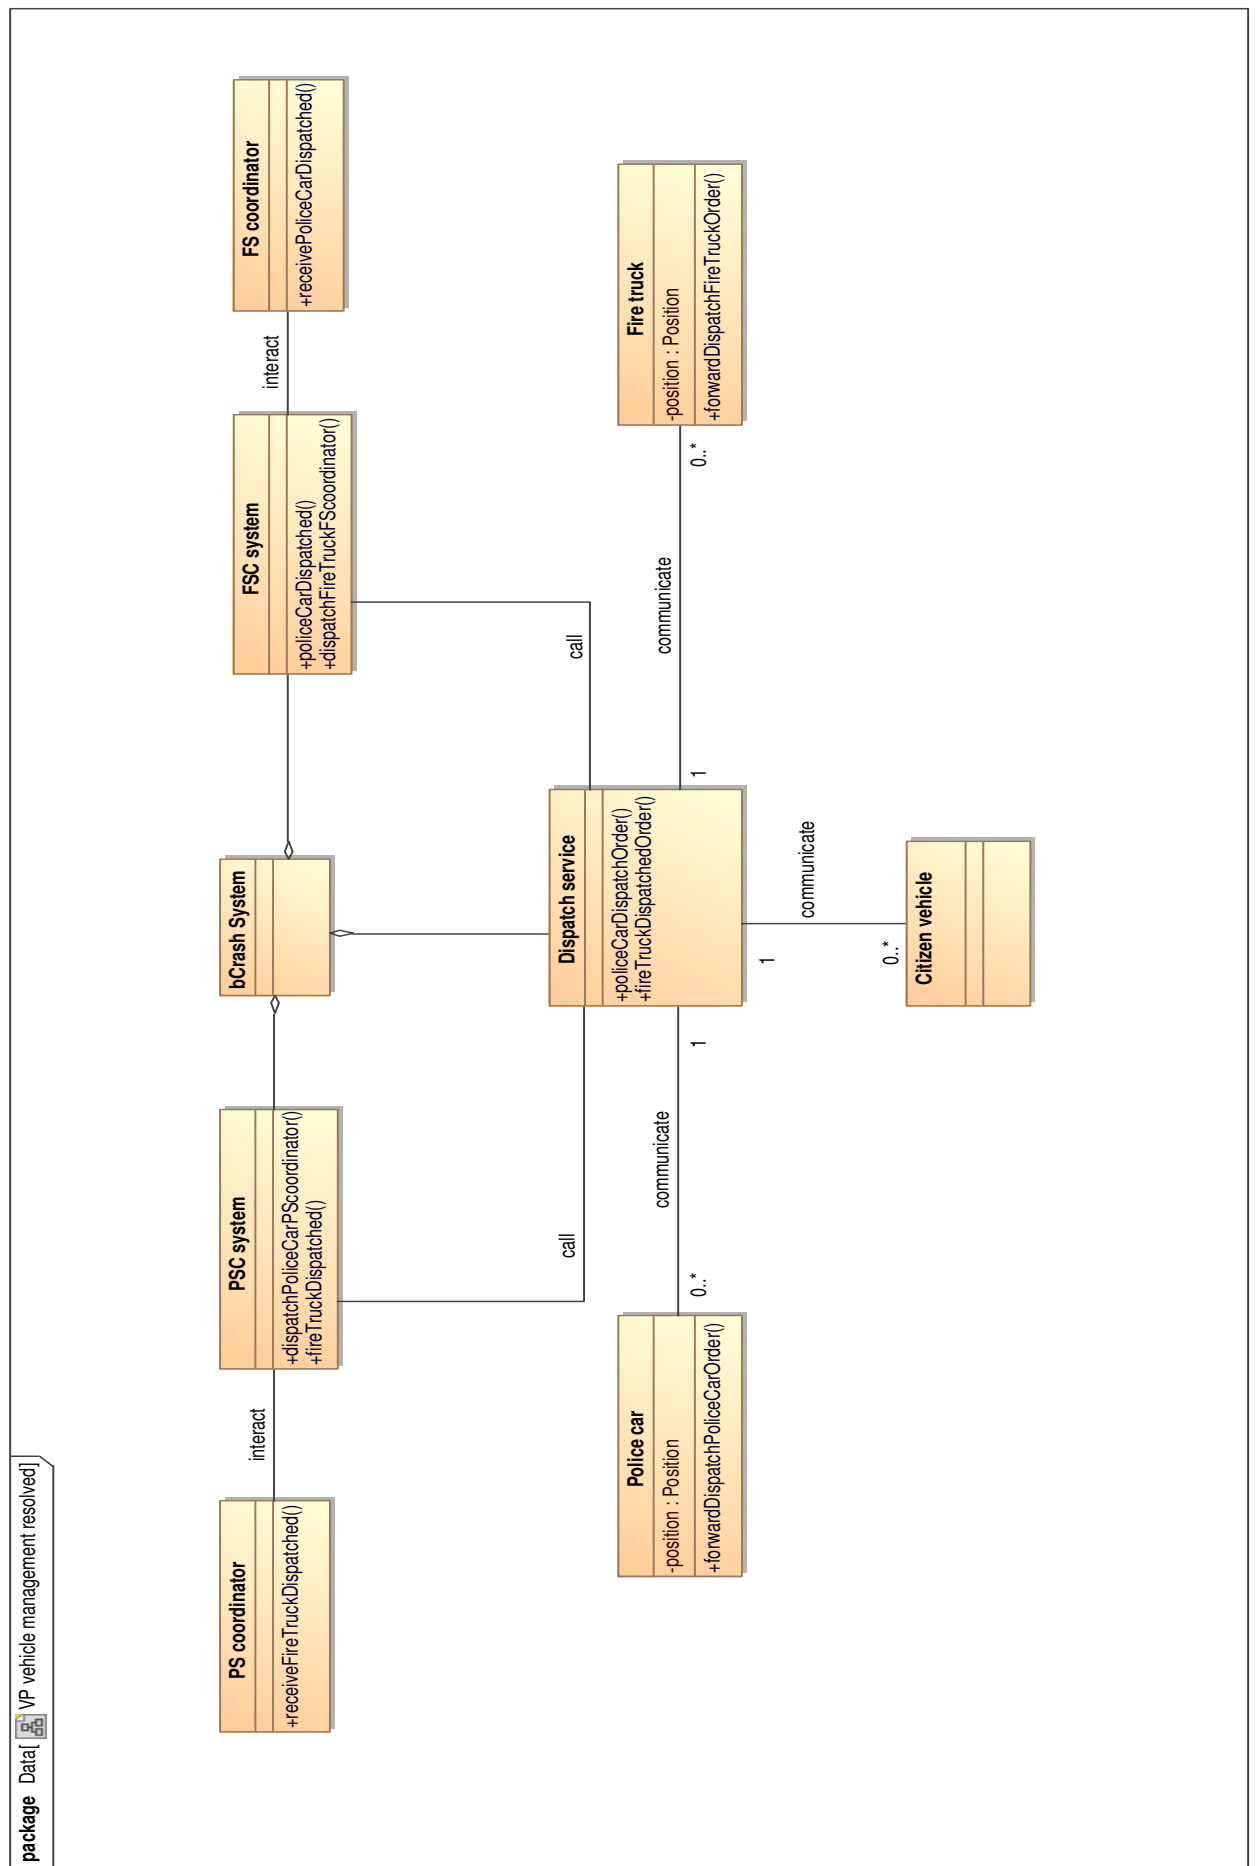 package Data[ VP vehicle management resolved]
PS coordinator
+receiveFireTruckDispatched()
interact
PSC system
+dispatchPoliceCarPScoordinator()
+fireTruckDispatched()
bCrash System
FSC system
+policeCarDispatched()
+dispatchFireTruckFScoordinator()
interact
FS coordinator
+receivePoliceCarDispatched()
call
call
Dispatch service
+policeCarDispatchOrder()
+fireTruckDispatchedOrder()
Police car
-position : Position
+forwardDispatchPoliceCarOrder()
0..*
communicate
1
1
communicate
0..*
Fire truck
-position : Position
+forwardDispatchFireTruckOrder()
1
communicate
0..*
Citizen vehicle